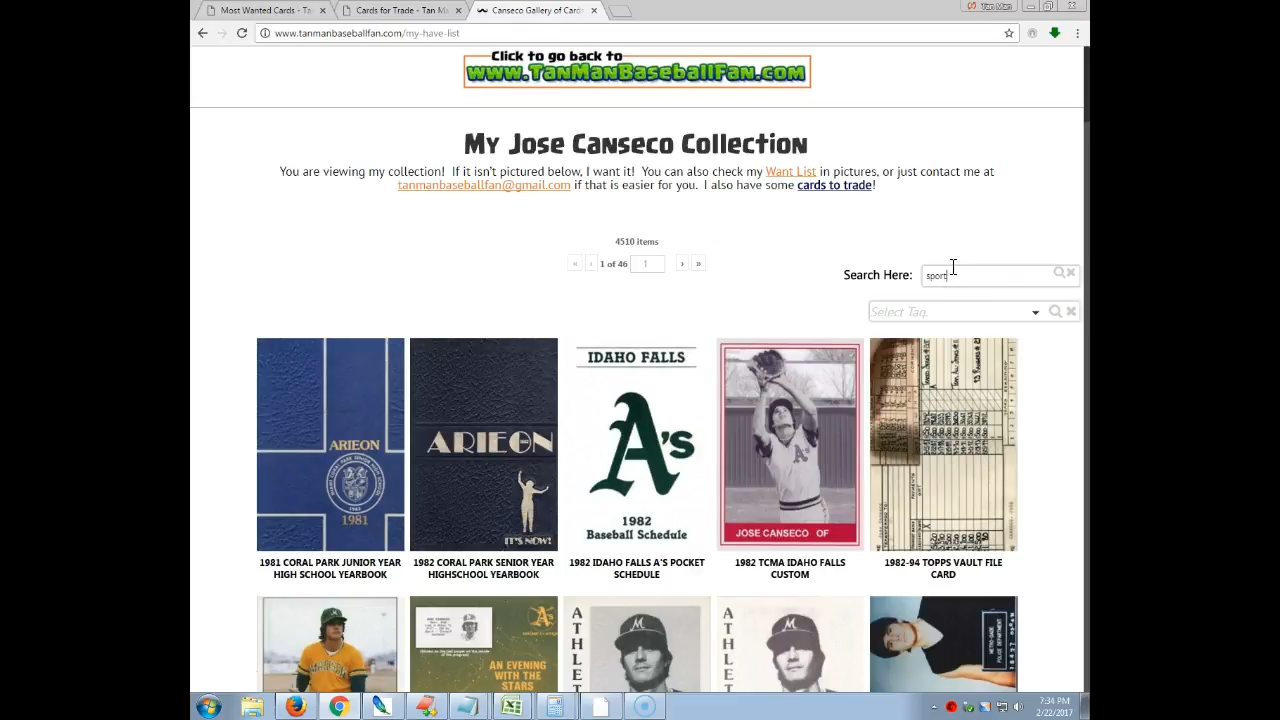 Most Wanted Cards - Ta
Cards for Trade - Tan Ma
Canseco Gallery of Card
Tan Man
www.tanmanbaseballfan.com/my-have-list
Click to go back to
www.TanManBaseballFan.com
My Jose Canseco Collection
You are viewing my collection! If it isn't pictured below, I want it! You can also check my Want List in pictures, or just contact me at
tanmanbaseballfan@gmail.com if that is easier for you. I also have some cards to trade!
4510 items
« ‹ 1 of 46 1 › »
Search Here: sport
Select Tag.
ARIEON
1981
ARIEON
IT'S NOW!
IDAHO FALLS
A's
1982
Baseball Schedule
A's
JOSE CANSECO OF
1981 CORAL PARK JUNIOR YEAR
HIGH SCHOOL YEARBOOK
1982 CORAL PARK SENIOR YEAR
HIGHSCHOOL YEARBOOK
1982 IDAHO FALLS A'S POCKET
SCHEDULE
1982 TCMA IDAHO FALLS
CUSTOM
1982-94 TOPPS VAULT FILE
CARD
M
AN EVENING
WITH THE
STARS
ATHLET
M
ATHLET
M
7:34 PM
2/22/2017